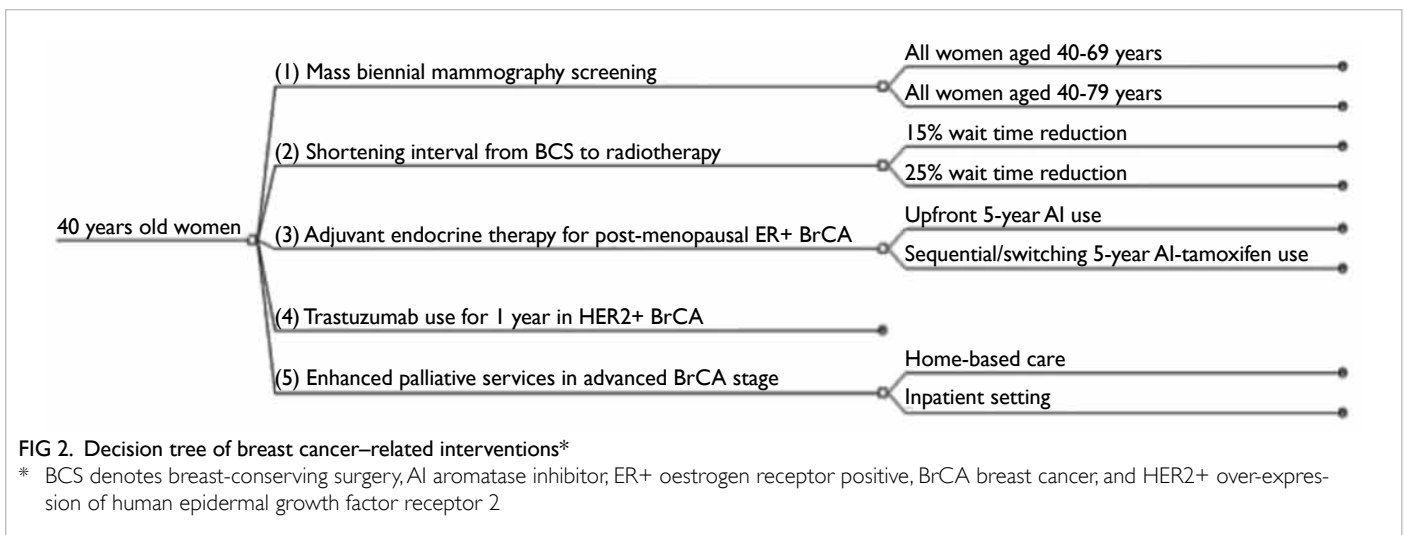 All women aged 40-69 years
(1) Mass biennial mammography screening
All women aged 40-79 years
15% wait time reduction
(2) Shortening interval from BCS to radiotherapy
25% wait time reduction
40 years old women
Upfront 5-year AI use
(3) Adjuvant endocrine therapy for post-menopausal ER+ BrCA
Sequential/switching 5-year AI-tamoxifen use
(4) Trastuzumab use for 1 year in HER2+ BrCA
Home-based care
(5) Enhanced palliative services in advanced BrCA stage
Inpatient setting
FIG 2. Decision tree of breast cancer–related interventions*
* BCS denotes breast-conserving surgery, AI aromatase inhibitor, ER+ oestrogen receptor positive, BrCA breast cancer, and HER2+ over-expres-
sion of human epidermal growth factor receptor 2